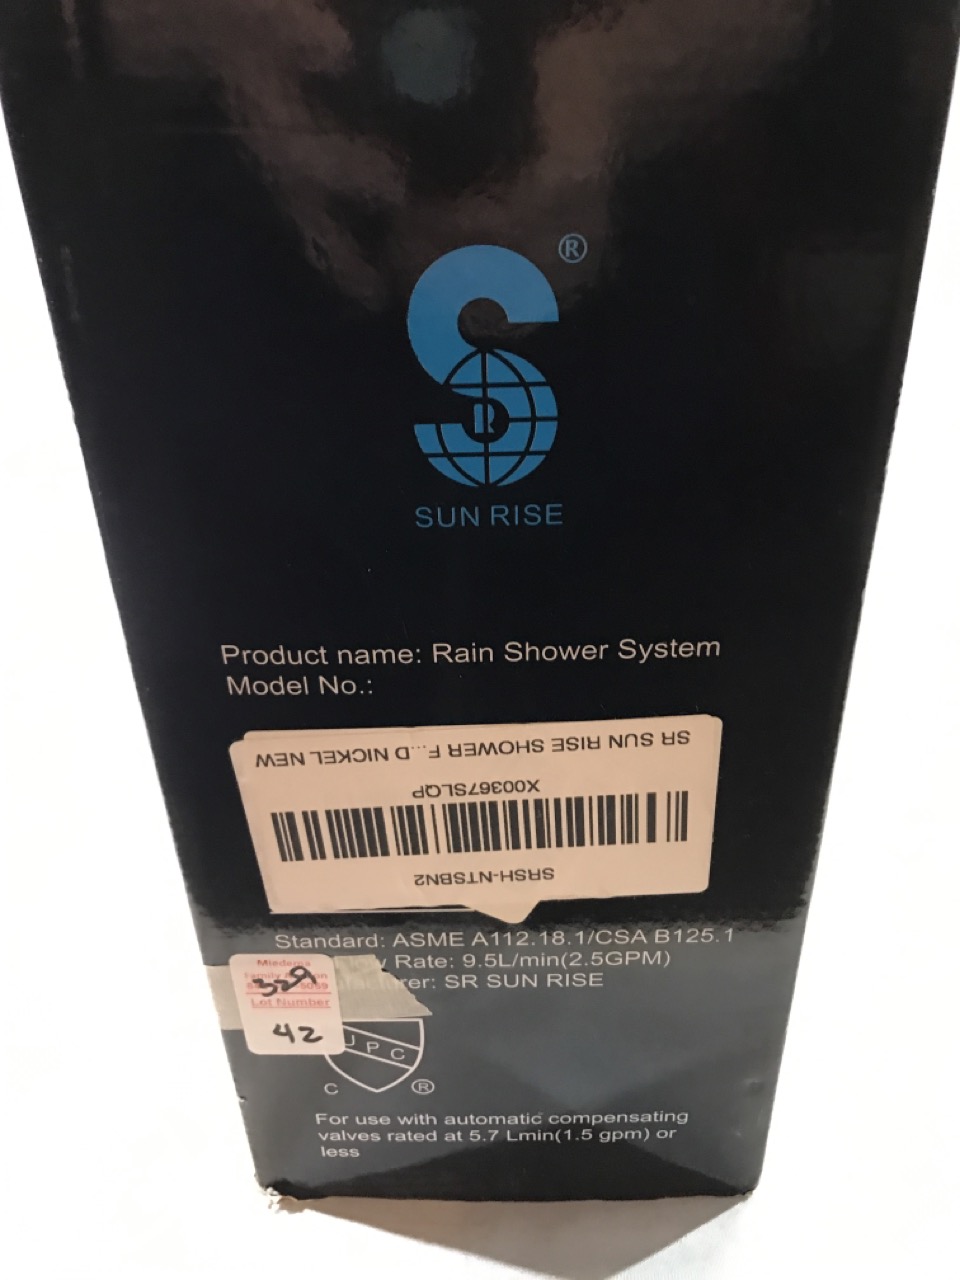 ®
S
R
SUN RISE
Product name: Rain Shower System
Model No.:
SR SUN RISE SHOWER F...D NICKEL NEW
X00367SLQP
SRSH-NTSBN2
Standard: ASME A112.18.1/CSA B125.1
Rate: 9.5L/min(2.5GPM)
SR SUN RISE
Miedema
Family
329
Lot Number
42
UPC
C ®
For use with automatic compensating
valves rated at 5.7 Lmin(1.5 gpm) or
less